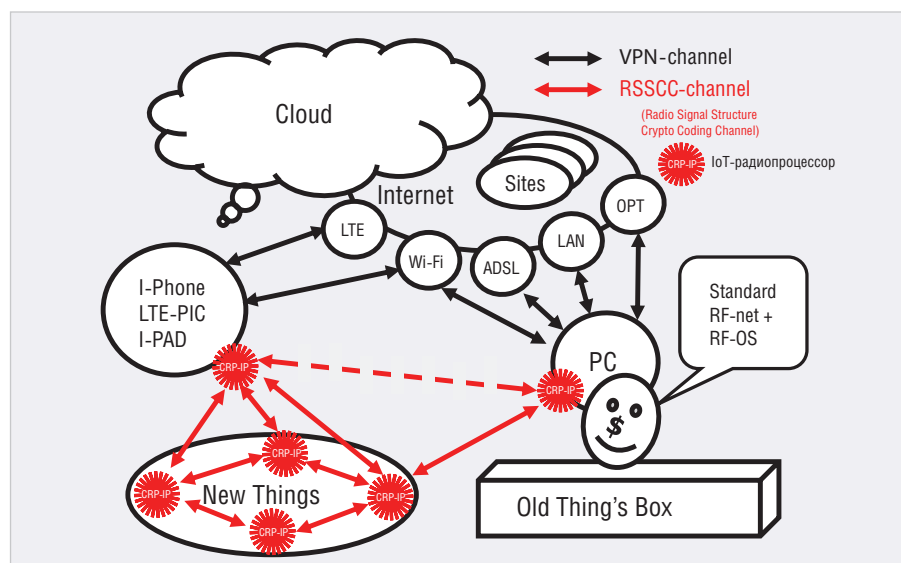 VPN-channel
RSSCC-channel
(Radio Signal Structure
Crypto Coding Channel)
CRP-IP
IoT-радиопроцессор
Cloud
Internet
Sites
LTE
Wi-Fi
ADSL
LAN
OPT
I-Phone
LTE-PIC
I-PAD
CRP-IP
PC
CRP-IP
Standard
RF-net +
RF-OS
$
CRP-IP
CRP-IP
New Things
CRP-IP
CRP-IP
Old Thing's Box